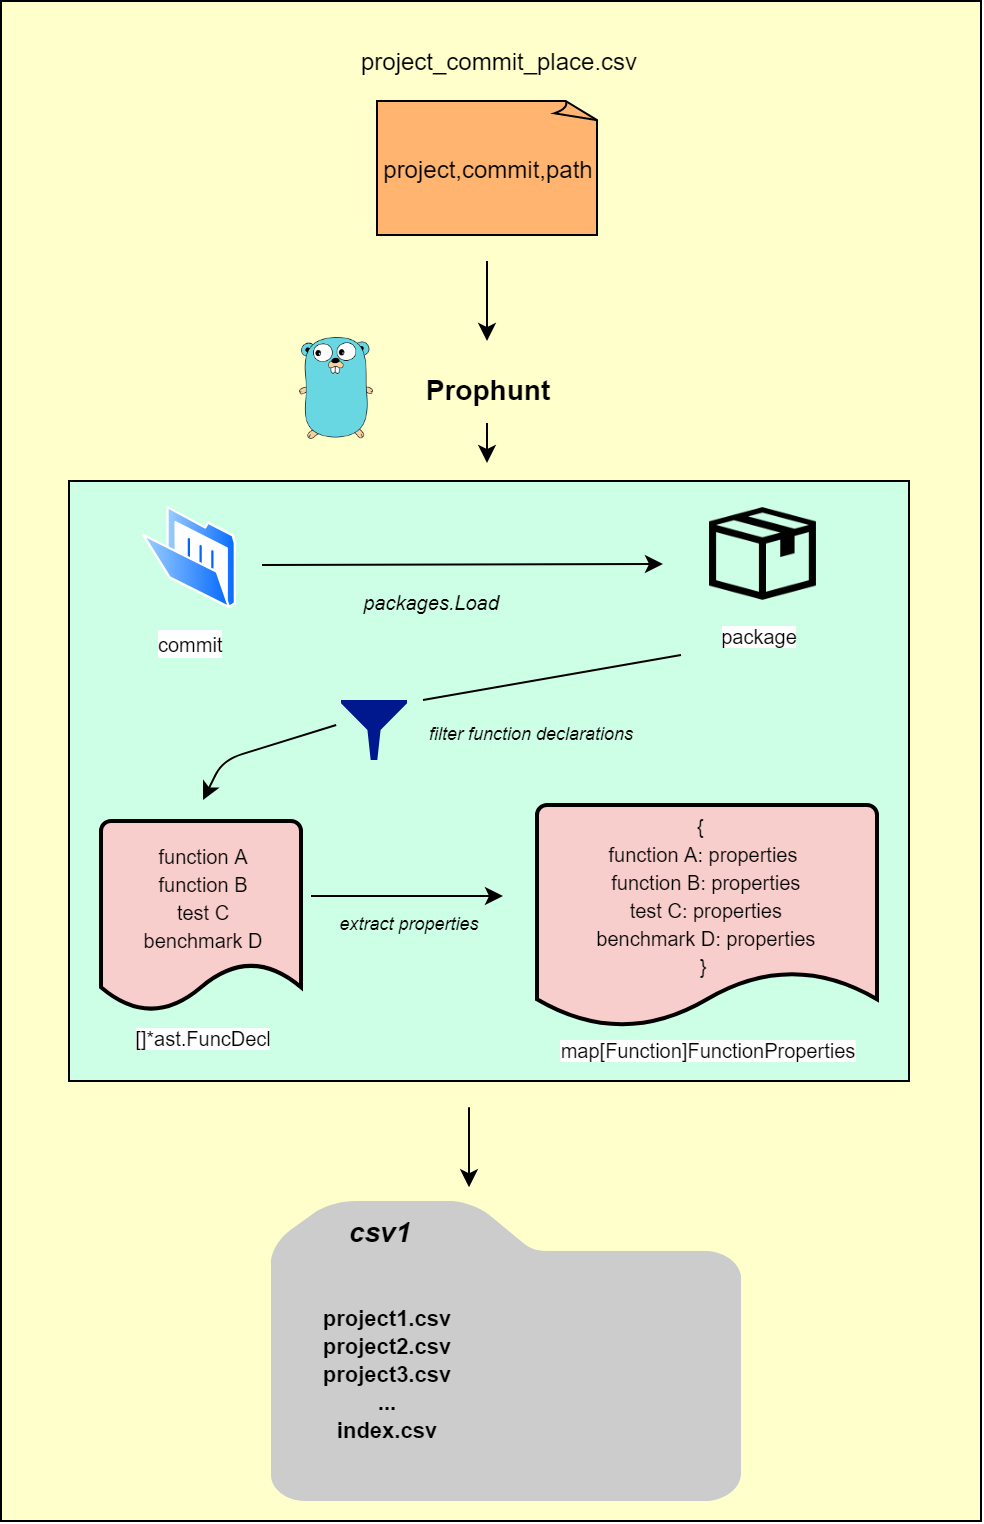 project_commit_place.csv
project,commit,path
Prophunt
packages.Load
commit
package
filter function declarations
function A
function B
test C
benchmark D
[]*ast.FuncDecl
extract properties
{
function A: properties
function B: properties
test C: properties
benchmark D: properties
}
map[Function]FunctionProperties
csv1
project1.csv
project2.csv
project3.csv
...
index.csv